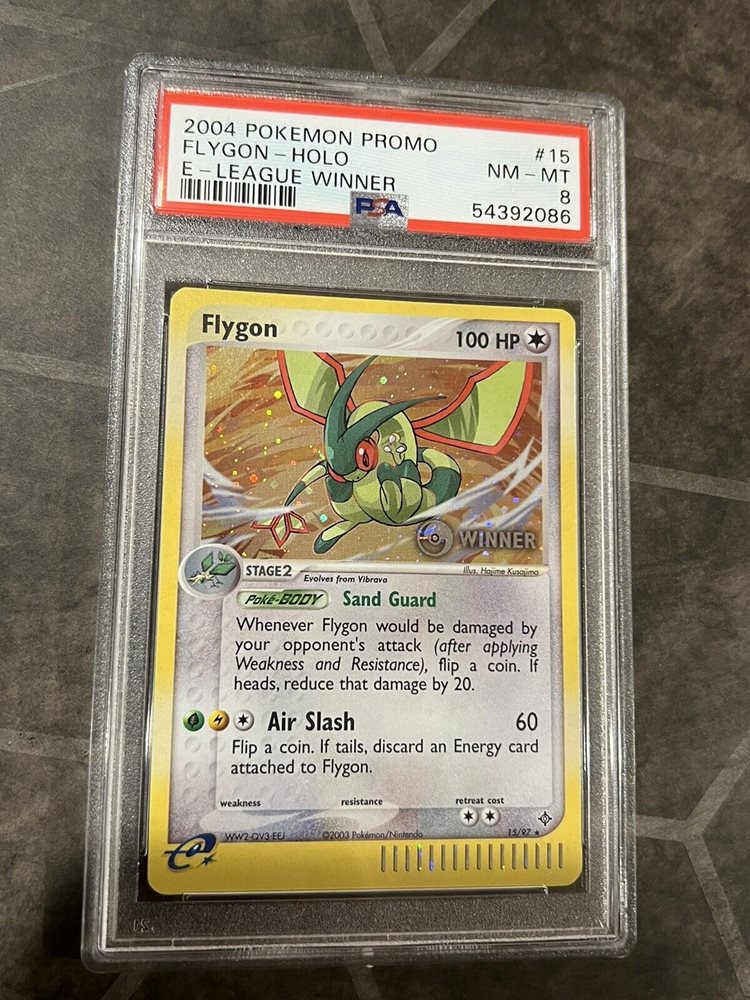 2004 POKEMON PROMO #15
FLYGON - HOLO NM - MT
E - LEAGUE WINNER 8
PSA 54392086
Flygon 100 HP
WINNER
STAGE2 Evolves from Vibrava Illus. Hajime Kusajima
Poké-BODY Sand Guard
Whenever Flygon would be damaged by
your opponent's attack (after applying
Weakness and Resistance), flip a coin. If
heads, reduce that damage by 20.
Air Slash 60
Flip a coin. If tails, discard an Energy card
attached to Flygon.
weakness resistance retreat cost
WW2-QV3-EEJ ©2003 Pokémon/Nintendo 15/97